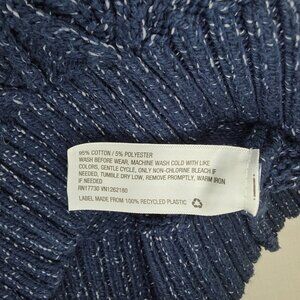 95% COTTON / 5% POLYESTER
WASH BEFORE WEAR, MACHINE WASH COLD WITH LIKE
COLORS, GENTLE CYCLE, ONLY NON-CHLORINE BLEACH IF
NEEDED, TUMBLE DRY LOW, REMOVE PROMPTLY, WARM IRON
IF NEEDED
RN17730 VN1262180
LABEL MADE FROM 100% RECYCLED PLASTIC